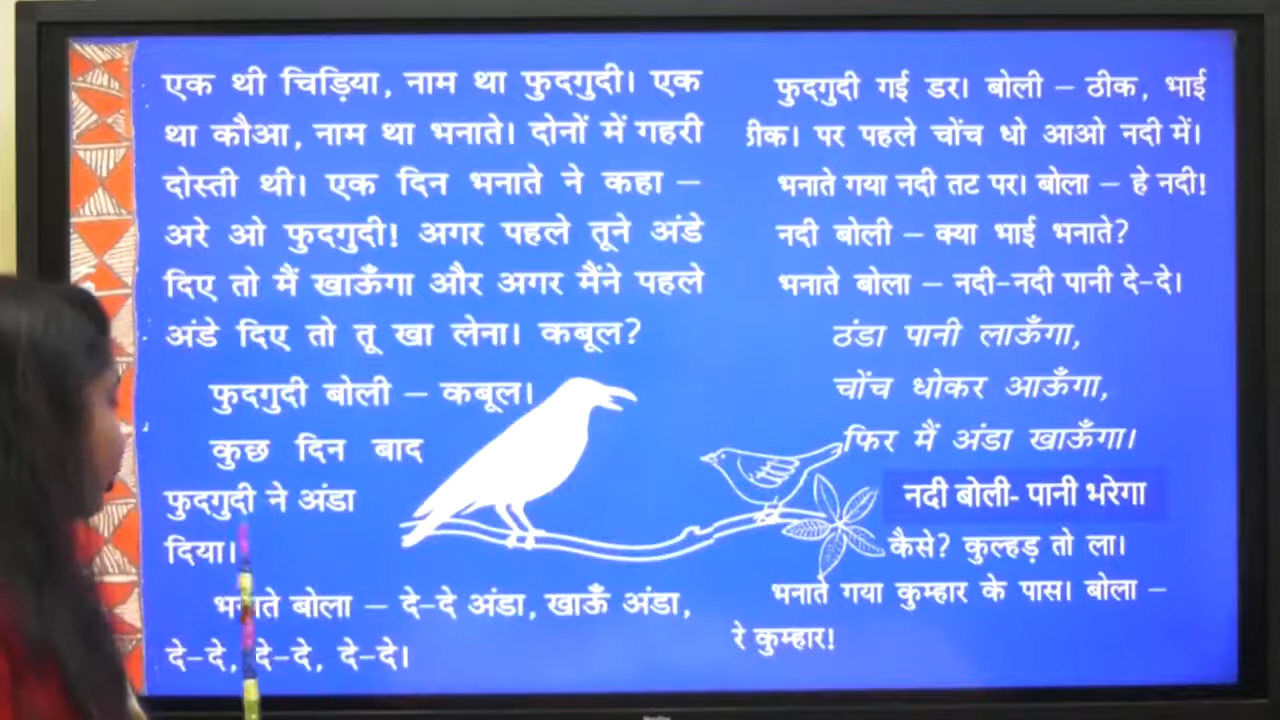 एक थी चिड़िया, नाम था फुदगुदी। एक
था कौआ, नाम था भनाते। दोनों में गहरी
दोस्ती थी। एक दिन भनाते ने कहा –
अरे ओ फुदगुदी! अगर पहले तूने अंडे
दिए तो मैं खाऊँगा और अगर मैंने पहले
अंडे दिए तो तू खा लेना। कबूल?
फुदगुदी बोली – कबूल।
कुछ दिन बाद
फुदगुदी ने अंडा
दिया।
भनाते बोला – दे-दे अंडा, खाऊँ अंडा,
दे-दे, दे-दे, दे-दे।
फुदगुदी गई डर। बोली – ठीक, भाई
ठीक। पर पहले चोंच धो आओ नदी में।
भनाते गया नदी तट पर। बोला – हे नदी!
नदी बोली – क्या भाई भनाते?
भनाते बोला – नदी-नदी पानी दे-दे।
ठंडा पानी लाऊँगा,
चोंच धोकर आऊँगा,
फिर मैं अंडा खाऊँगा।
नदी बोली- पानी भरेगा
कैसे? कुल्हड़ तो ला।
भनाते गया कुम्हार के पास। बोला –
रे कुम्हार!